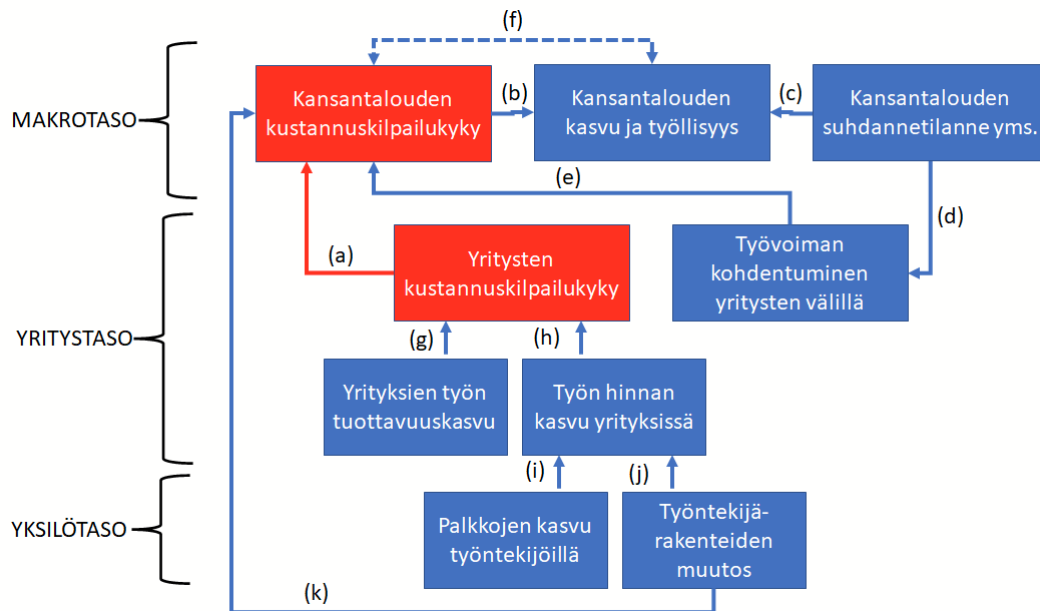 (f)
MAKROTASO
Kansantalouden
kustannuskilpailukyky
(b)
Kansantalouden
kasvu ja työllisyys
(c)
Kansantalouden
suhdannetilanne yms.
(e)
(d)
YRITYSTASO
(a)
Yritysten
kustannuskilpailukyky
Työvoiman
kohdentuminen
yritysten välillä
(g)
(h)
Yrityksien työn
tuottavuuskasvu
Työn hinnan
kasvu yrityksissä
(i)
(j)
YKSILÖTASO
Palkkojen kasvu
työntekijöillä
Työntekijä-
rakenteiden
muutos
(k)